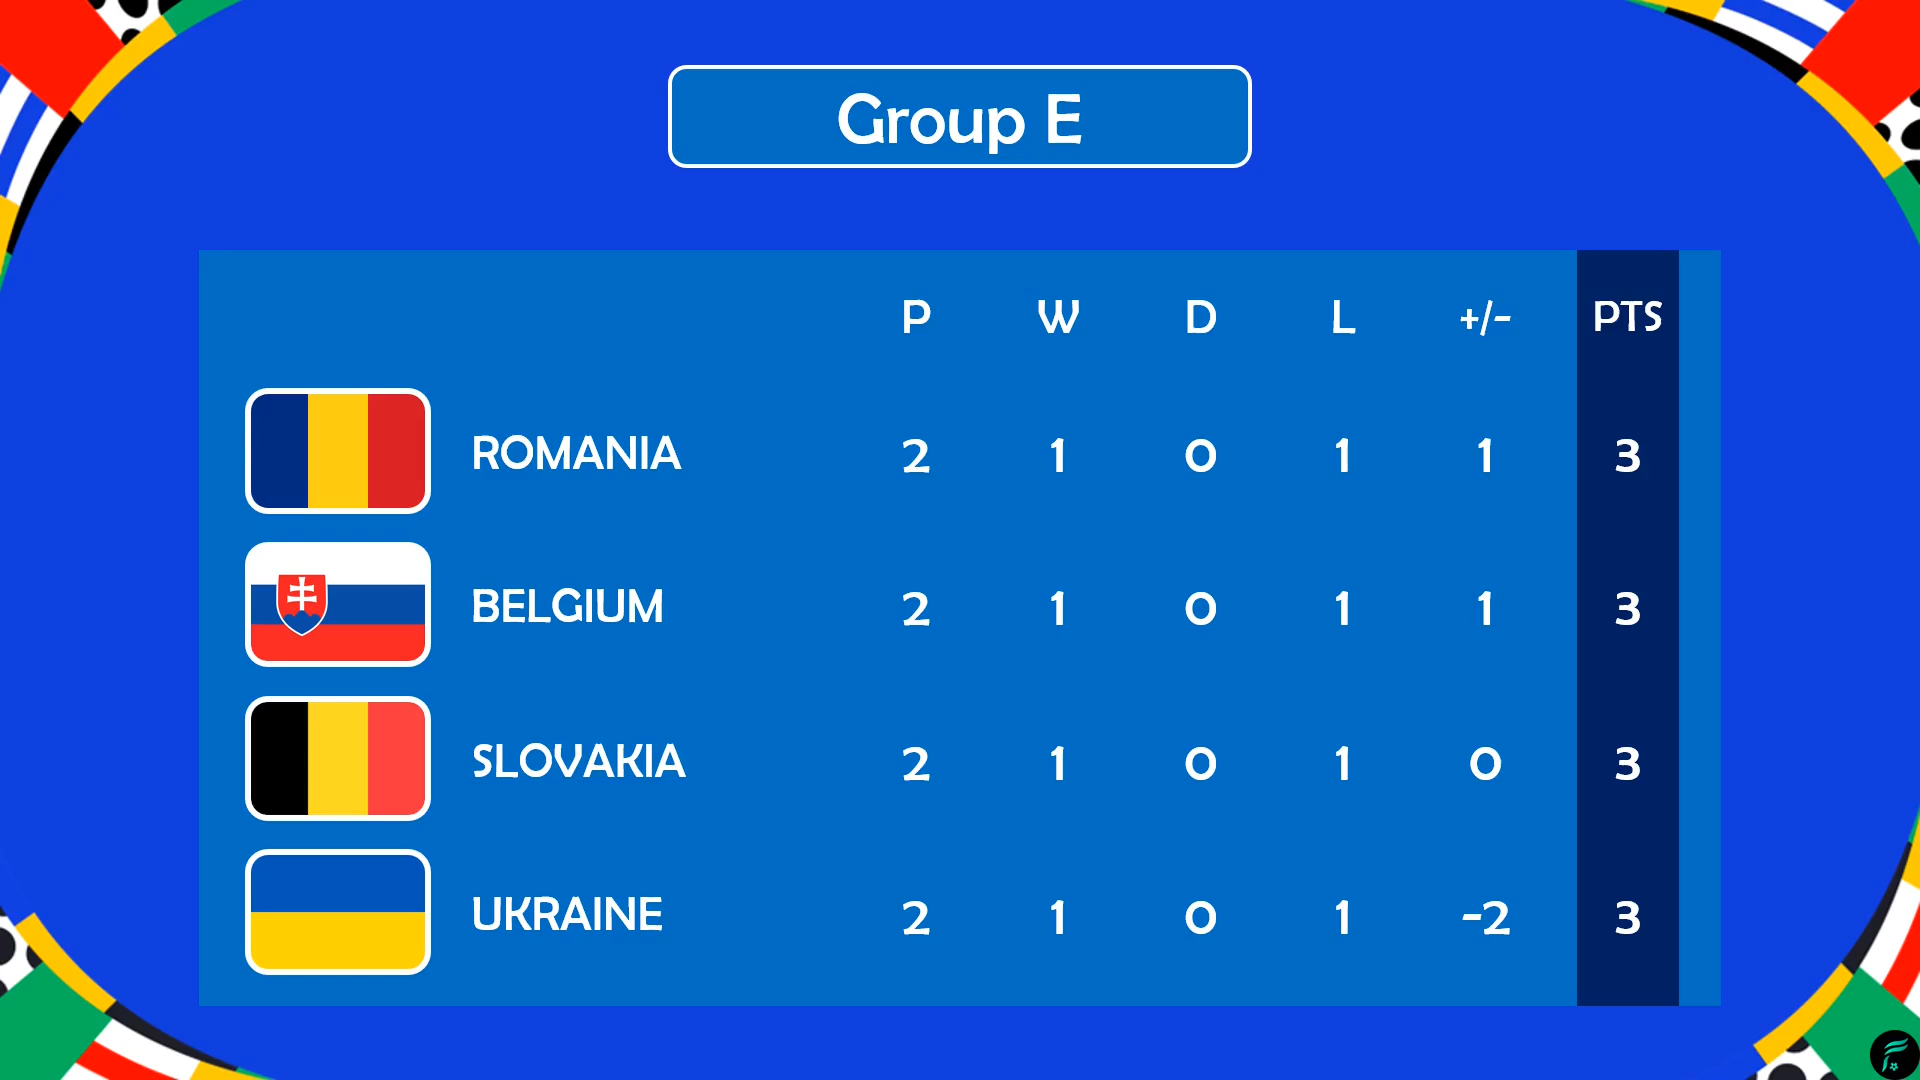 Group E
P W D L +/- PTS
ROMANIA 2 1 0 1 1 3
BELGIUM 2 1 0 1 1 3
SLOVAKIA 2 1 0 1 0 3
UKRAINE 2 1 0 1 -2 3